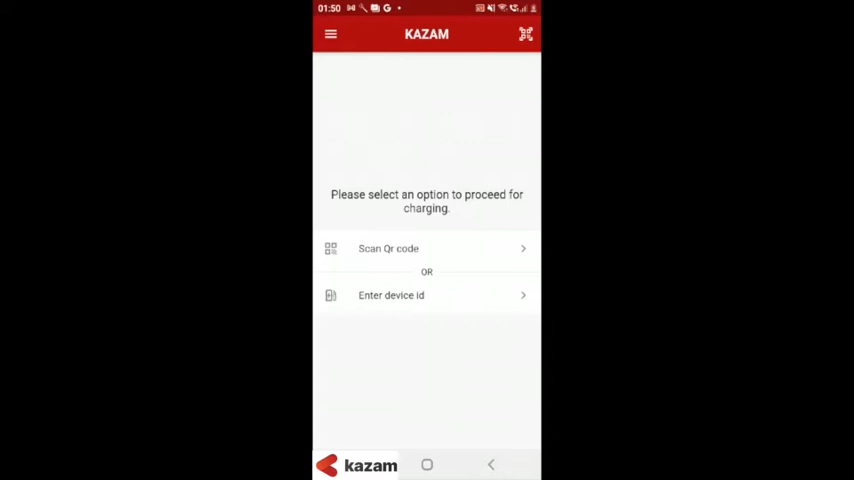 01:50
KAZAM
Please select an option to proceed for
charging.
Scan Qr code
OR
Enter device id
kazam